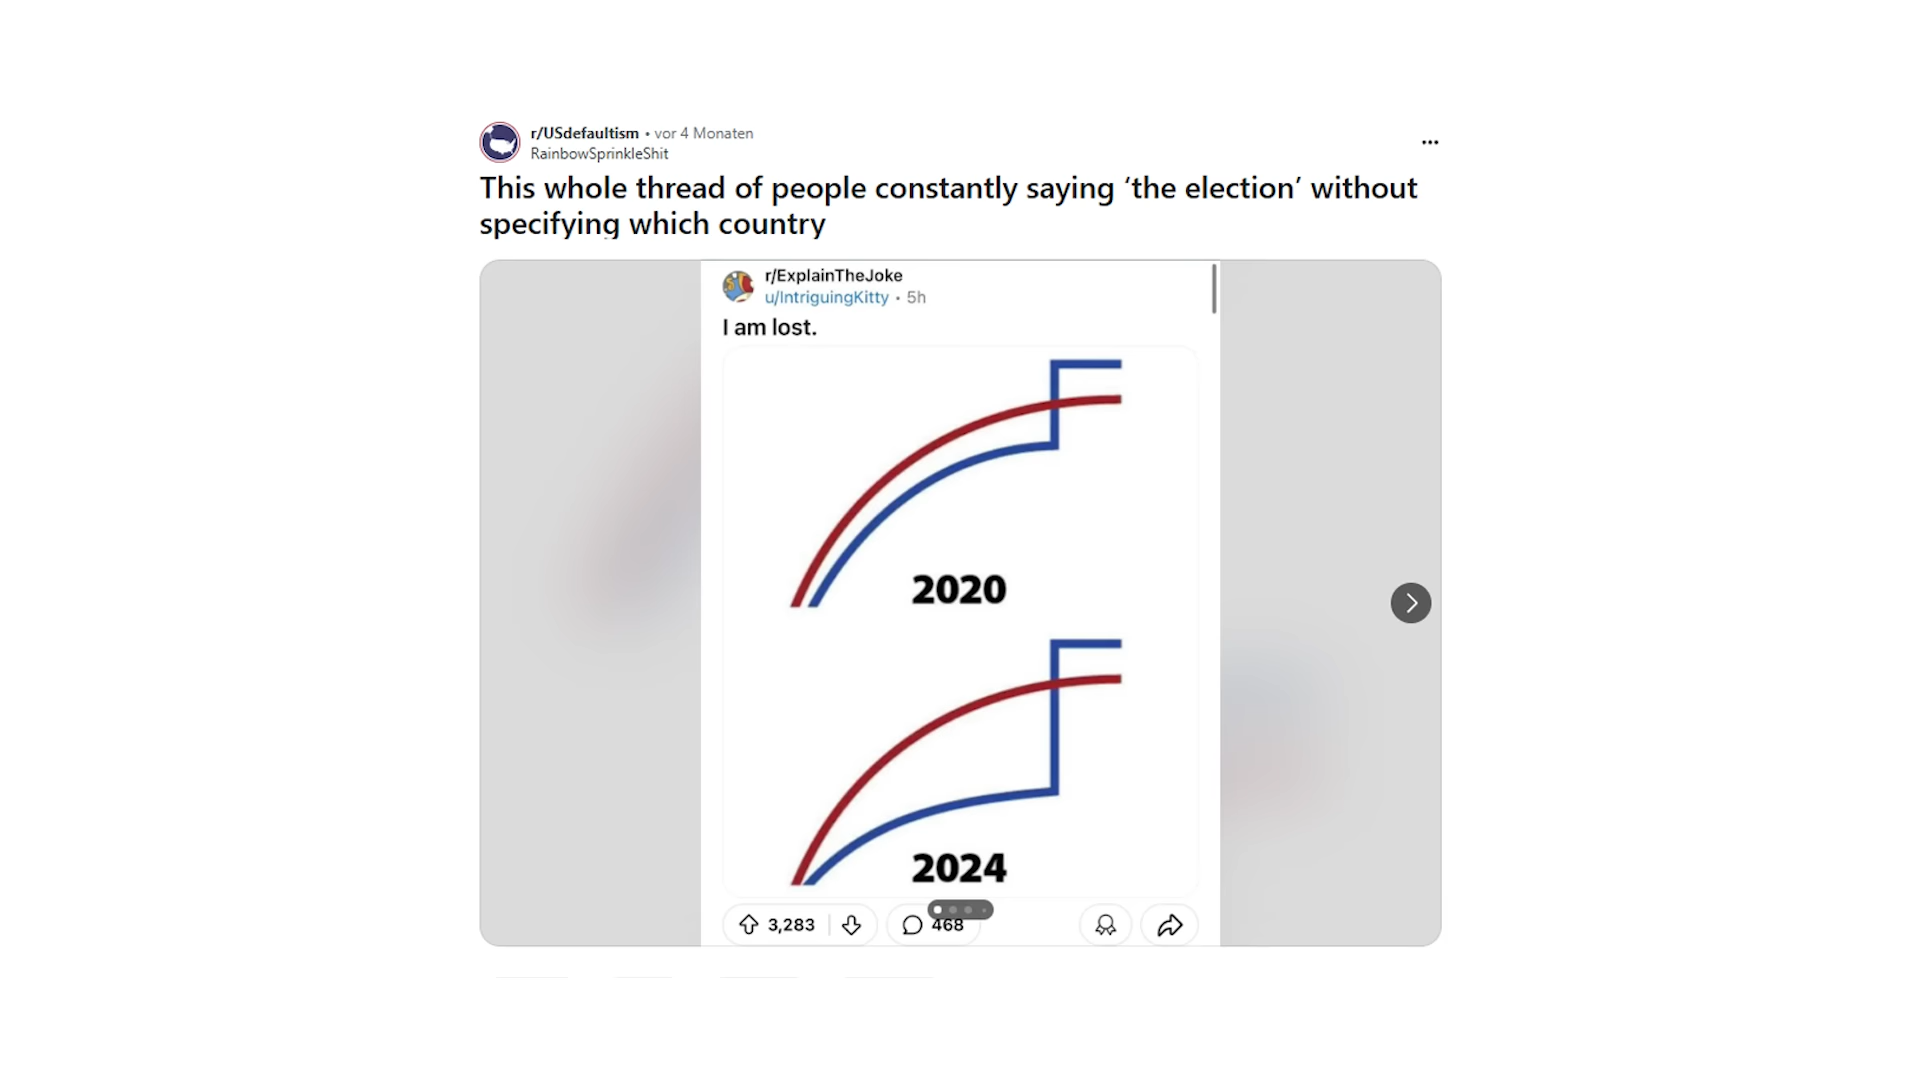 r/USdefaultism • vor 4 Monaten
RainbowSprinkleShit
This whole thread of people constantly saying ‘the election’ without
specifying which country
r/ExplainTheJoke
u/IntriguingKitty • 5h
I am lost.
2020
2024
3,283
468